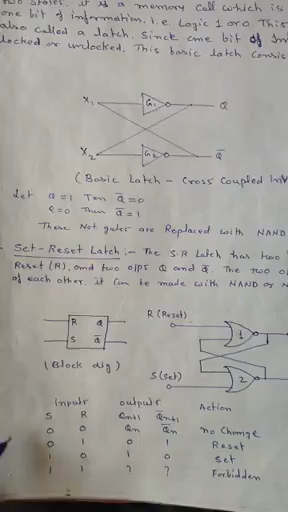 two states. it is a memory cell which is
one bit of information. i.e. Logic 1 or 0. This
also called a latch. Since one bit of in
locked or unlocked. This basic latch consis
X1 G1 Q
X2 G2 Q̅
(Basic Latch - Cross Coupled Inv
Let Q=1 Then Q̅=0
Q=0 Then Q̅=1
These Not gates are Replaced with NAND
Set-Reset Latch:- The S.R Latch has two
Reset (R), and two o/ps Q and Q̅. The two o
of each other. it can be made with NAND or N
R (Reset)
R Q 1
S Q̅
S(set) 2
(Block dig)
inputs outputs Action
S R Qn+1 Q̅n+1
0 0 Qn Q̅n no change
0 1 0 1 Reset
1 0 1 0 set
1 1 ? ? Forbidden